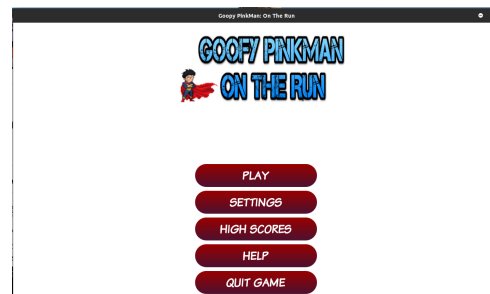 Goopy PinkMan: On The Run
GOOFY PINKMAN
ON THE RUN
PLAY
SETTINGS
HIGH SCORES
HELP
QUIT GAME